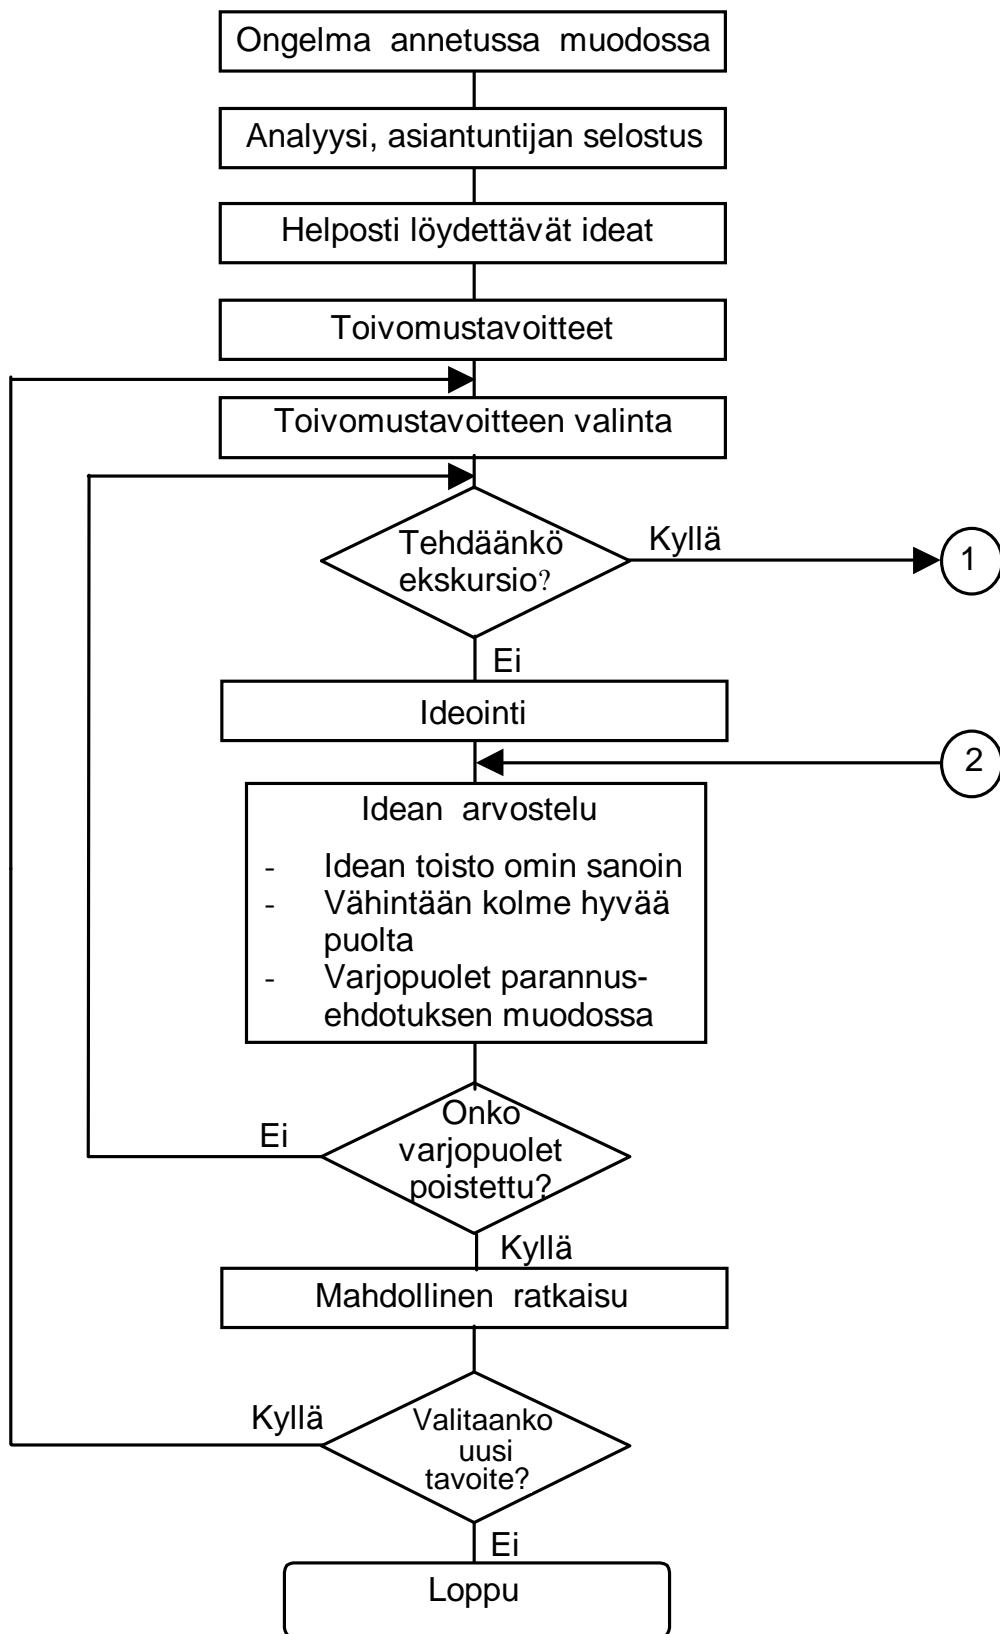 Ongelma annetussa muodossa
Analyysi, asiantuntijan selostus
Helposti löydettävät ideat
Toivomustavoitteet
Toivomustavoitteen valinta
Tehdäänkö
ekskursio?
Kyllä
1
Ei
Ideointi
2
Idean arvostelu
- Idean toisto omin sanoin
- Vähintään kolme hyvää
puolta
- Varjopuolet parannus-
ehdotuksen muodossa
Onko
varjopuolet
poistettu?
Ei
Kyllä
Mahdollinen ratkaisu
Kyllä
Valitaanko
uusi
tavoite?
Ei
Loppu